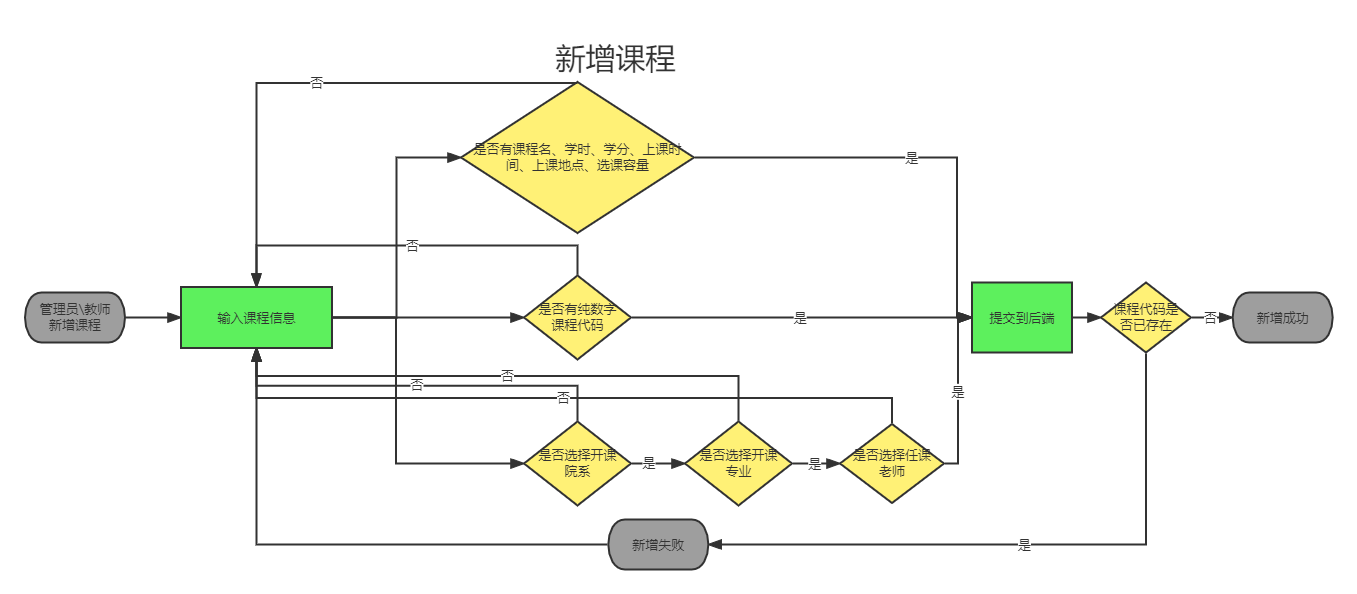 新增课程
否
是否有课程名、学时、学分、上课时
间、上课地点、选课容量
是
否
管理员\教师
新增课程
输入课程信息
是否有纯数字
课程代码
是
提交到后端
课程代码是
否已存在
否
新增成功
否
否
否
是
是否选择开课
院系
是
是否选择开课
专业
是
是否选择任课
老师
新增失败
是